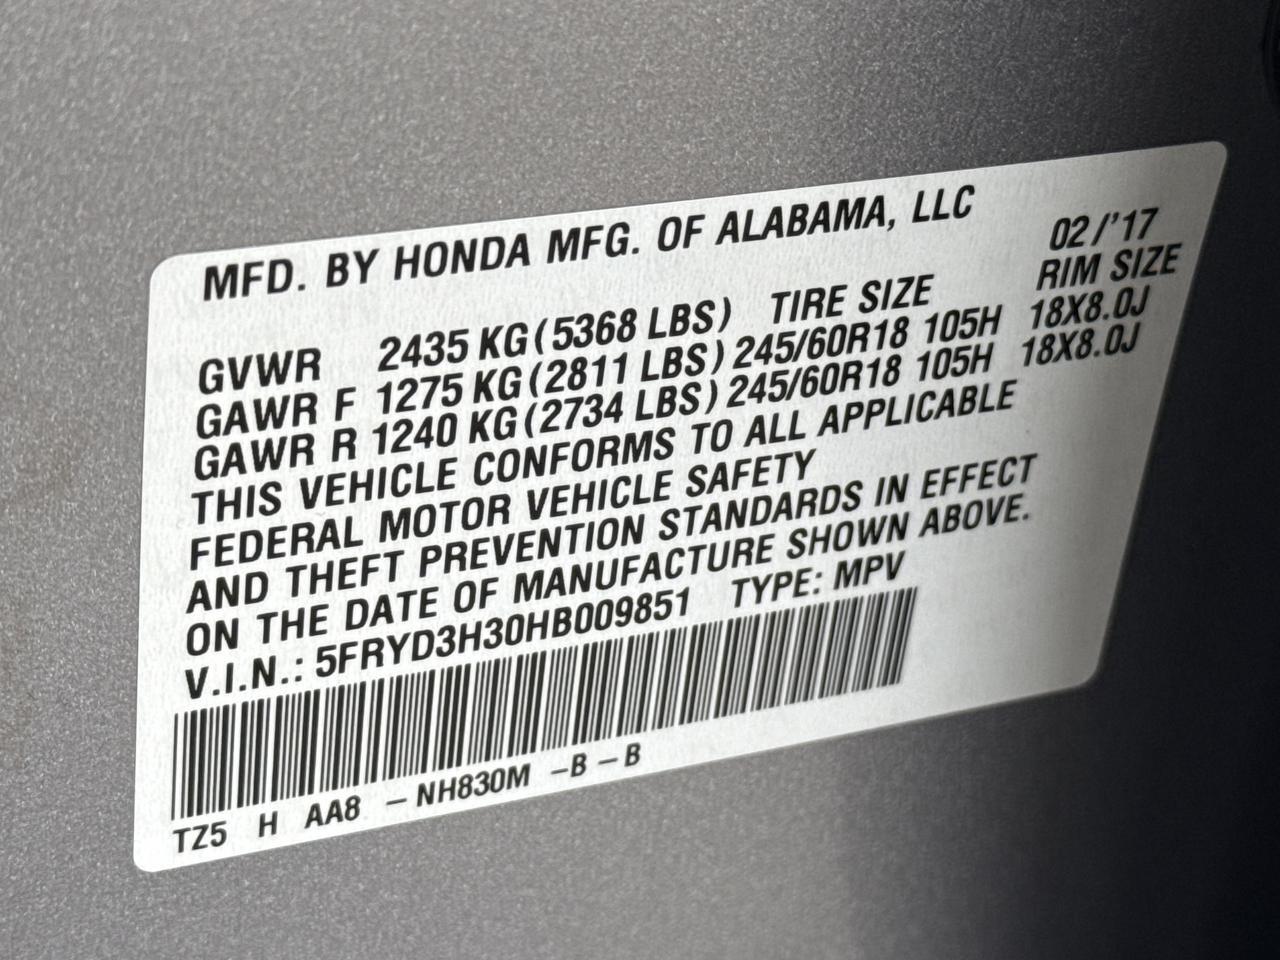 MFD. BY HONDA MFG. OF ALABAMA, LLC
02/'17
GVWR 2435 KG (5368 LBS) TIRE SIZE RIM SIZE
GAWR F 1275 KG (2811 LBS) 245/60R18 105H 18X8.0J
GAWR R 1240 KG (2734 LBS) 245/60R18 105H 18X8.0J
THIS VEHICLE CONFORMS TO ALL APPLICABLE
FEDERAL MOTOR VEHICLE SAFETY
AND THEFT PREVENTION STANDARDS IN EFFECT
ON THE DATE OF MANUFACTURE SHOWN ABOVE.
V.I.N.: 5FRYD3H30HB009851 TYPE: MPV
TZ5 H AA8 – NH830M –B – B